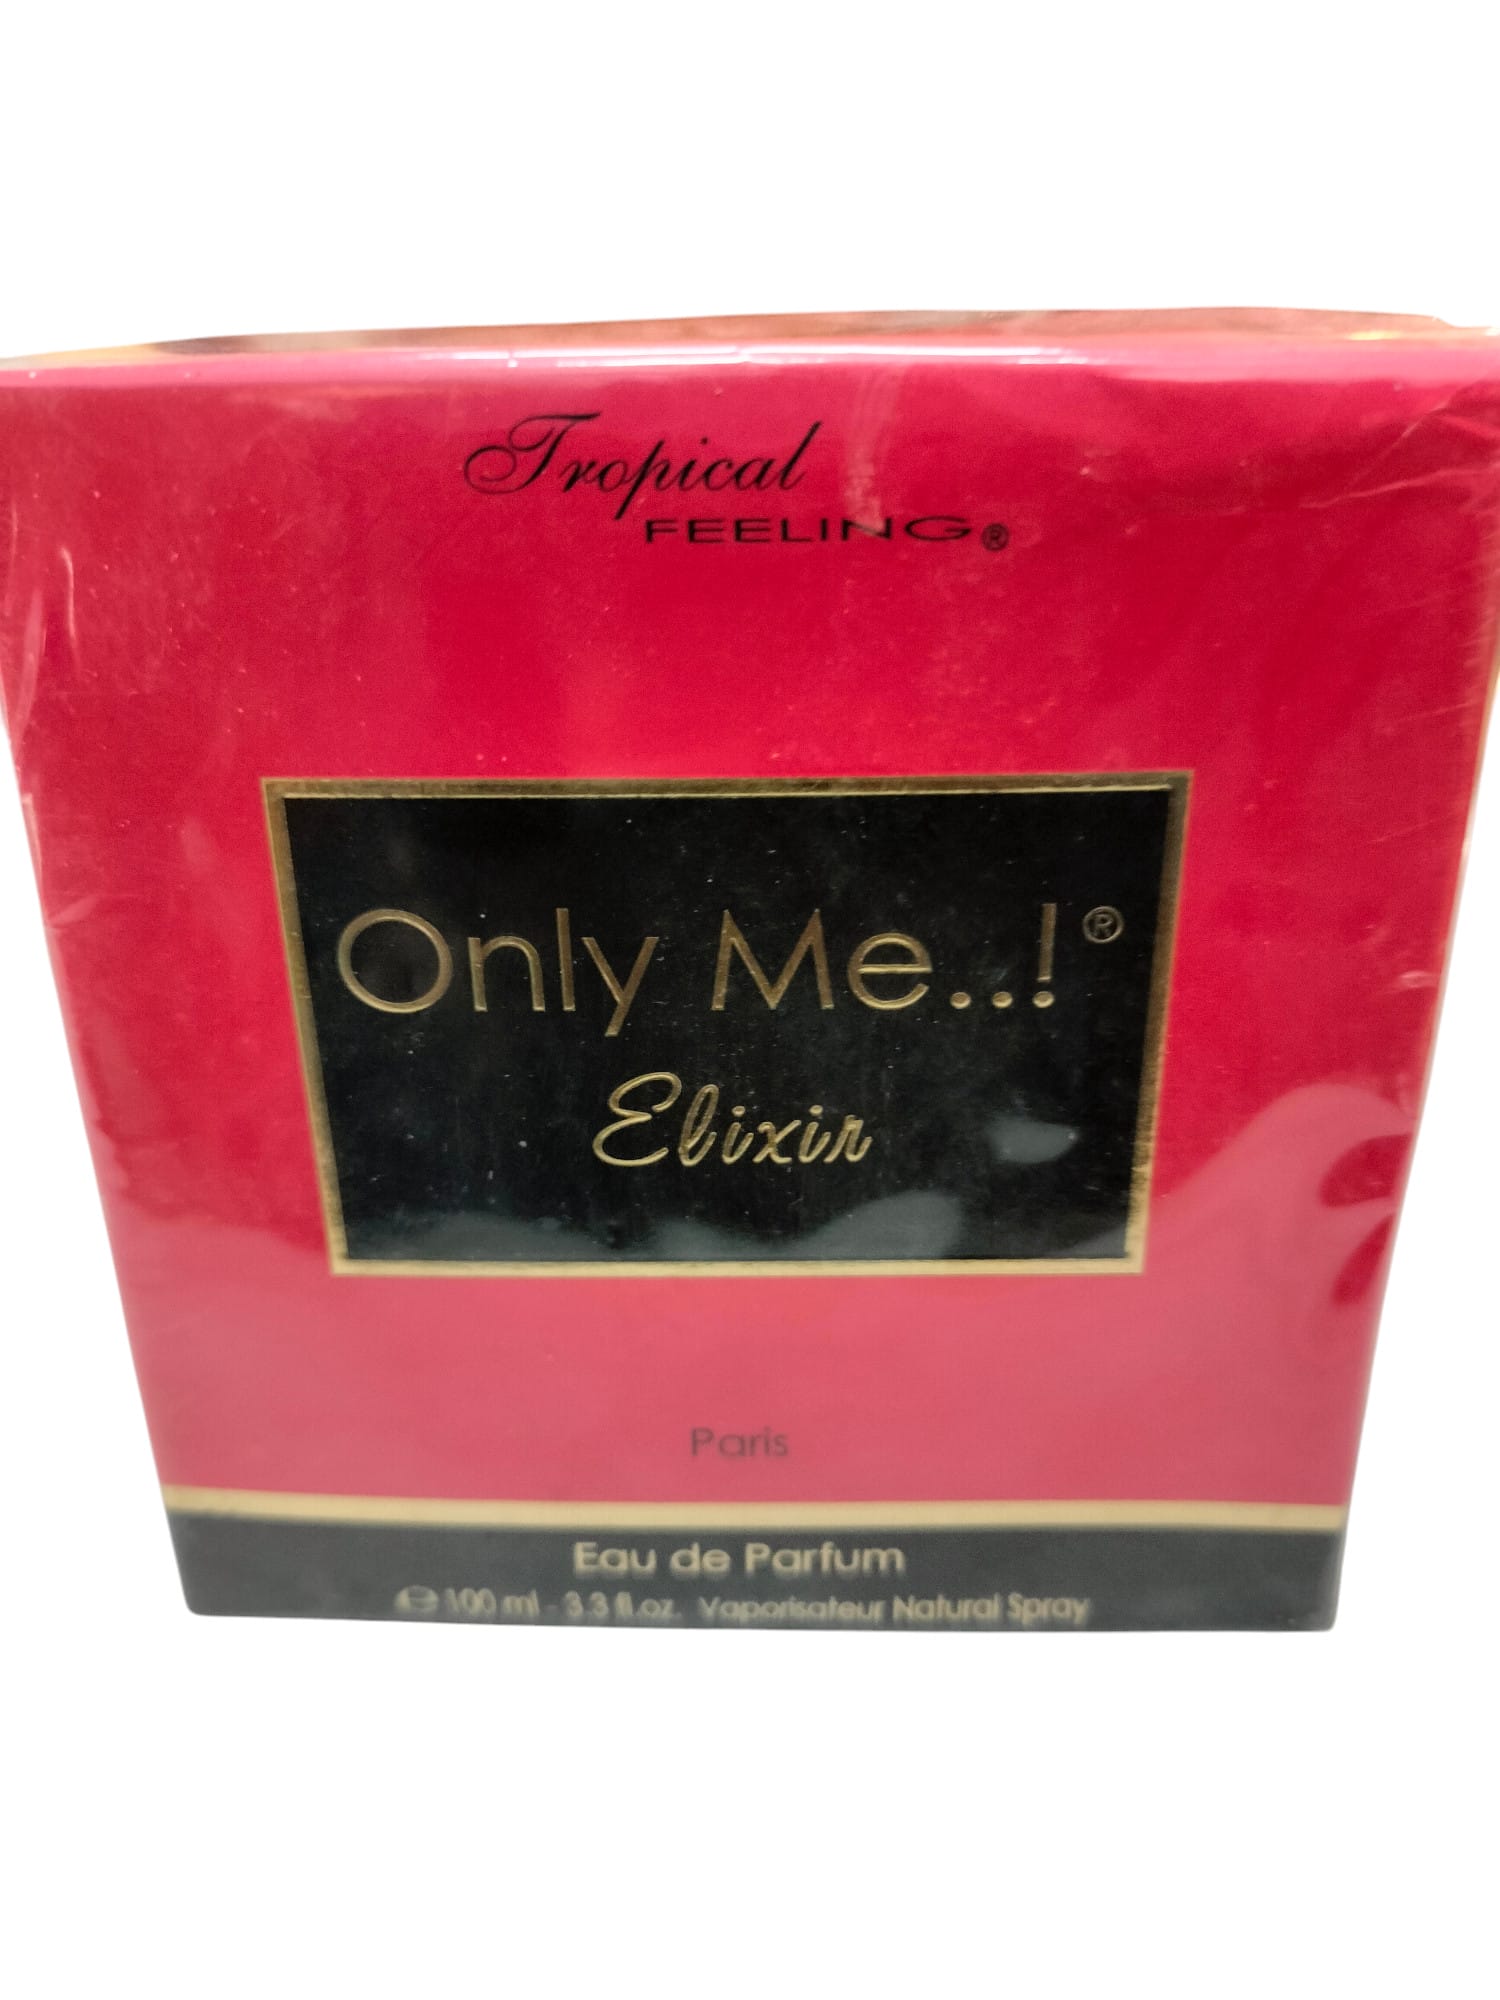 Tropical
FEELING®
Only Me..!®
Elixir
Paris
Eau de Parfum
e 100 ml - 3.3 fl.oz. Vaporisateur Natural Spray